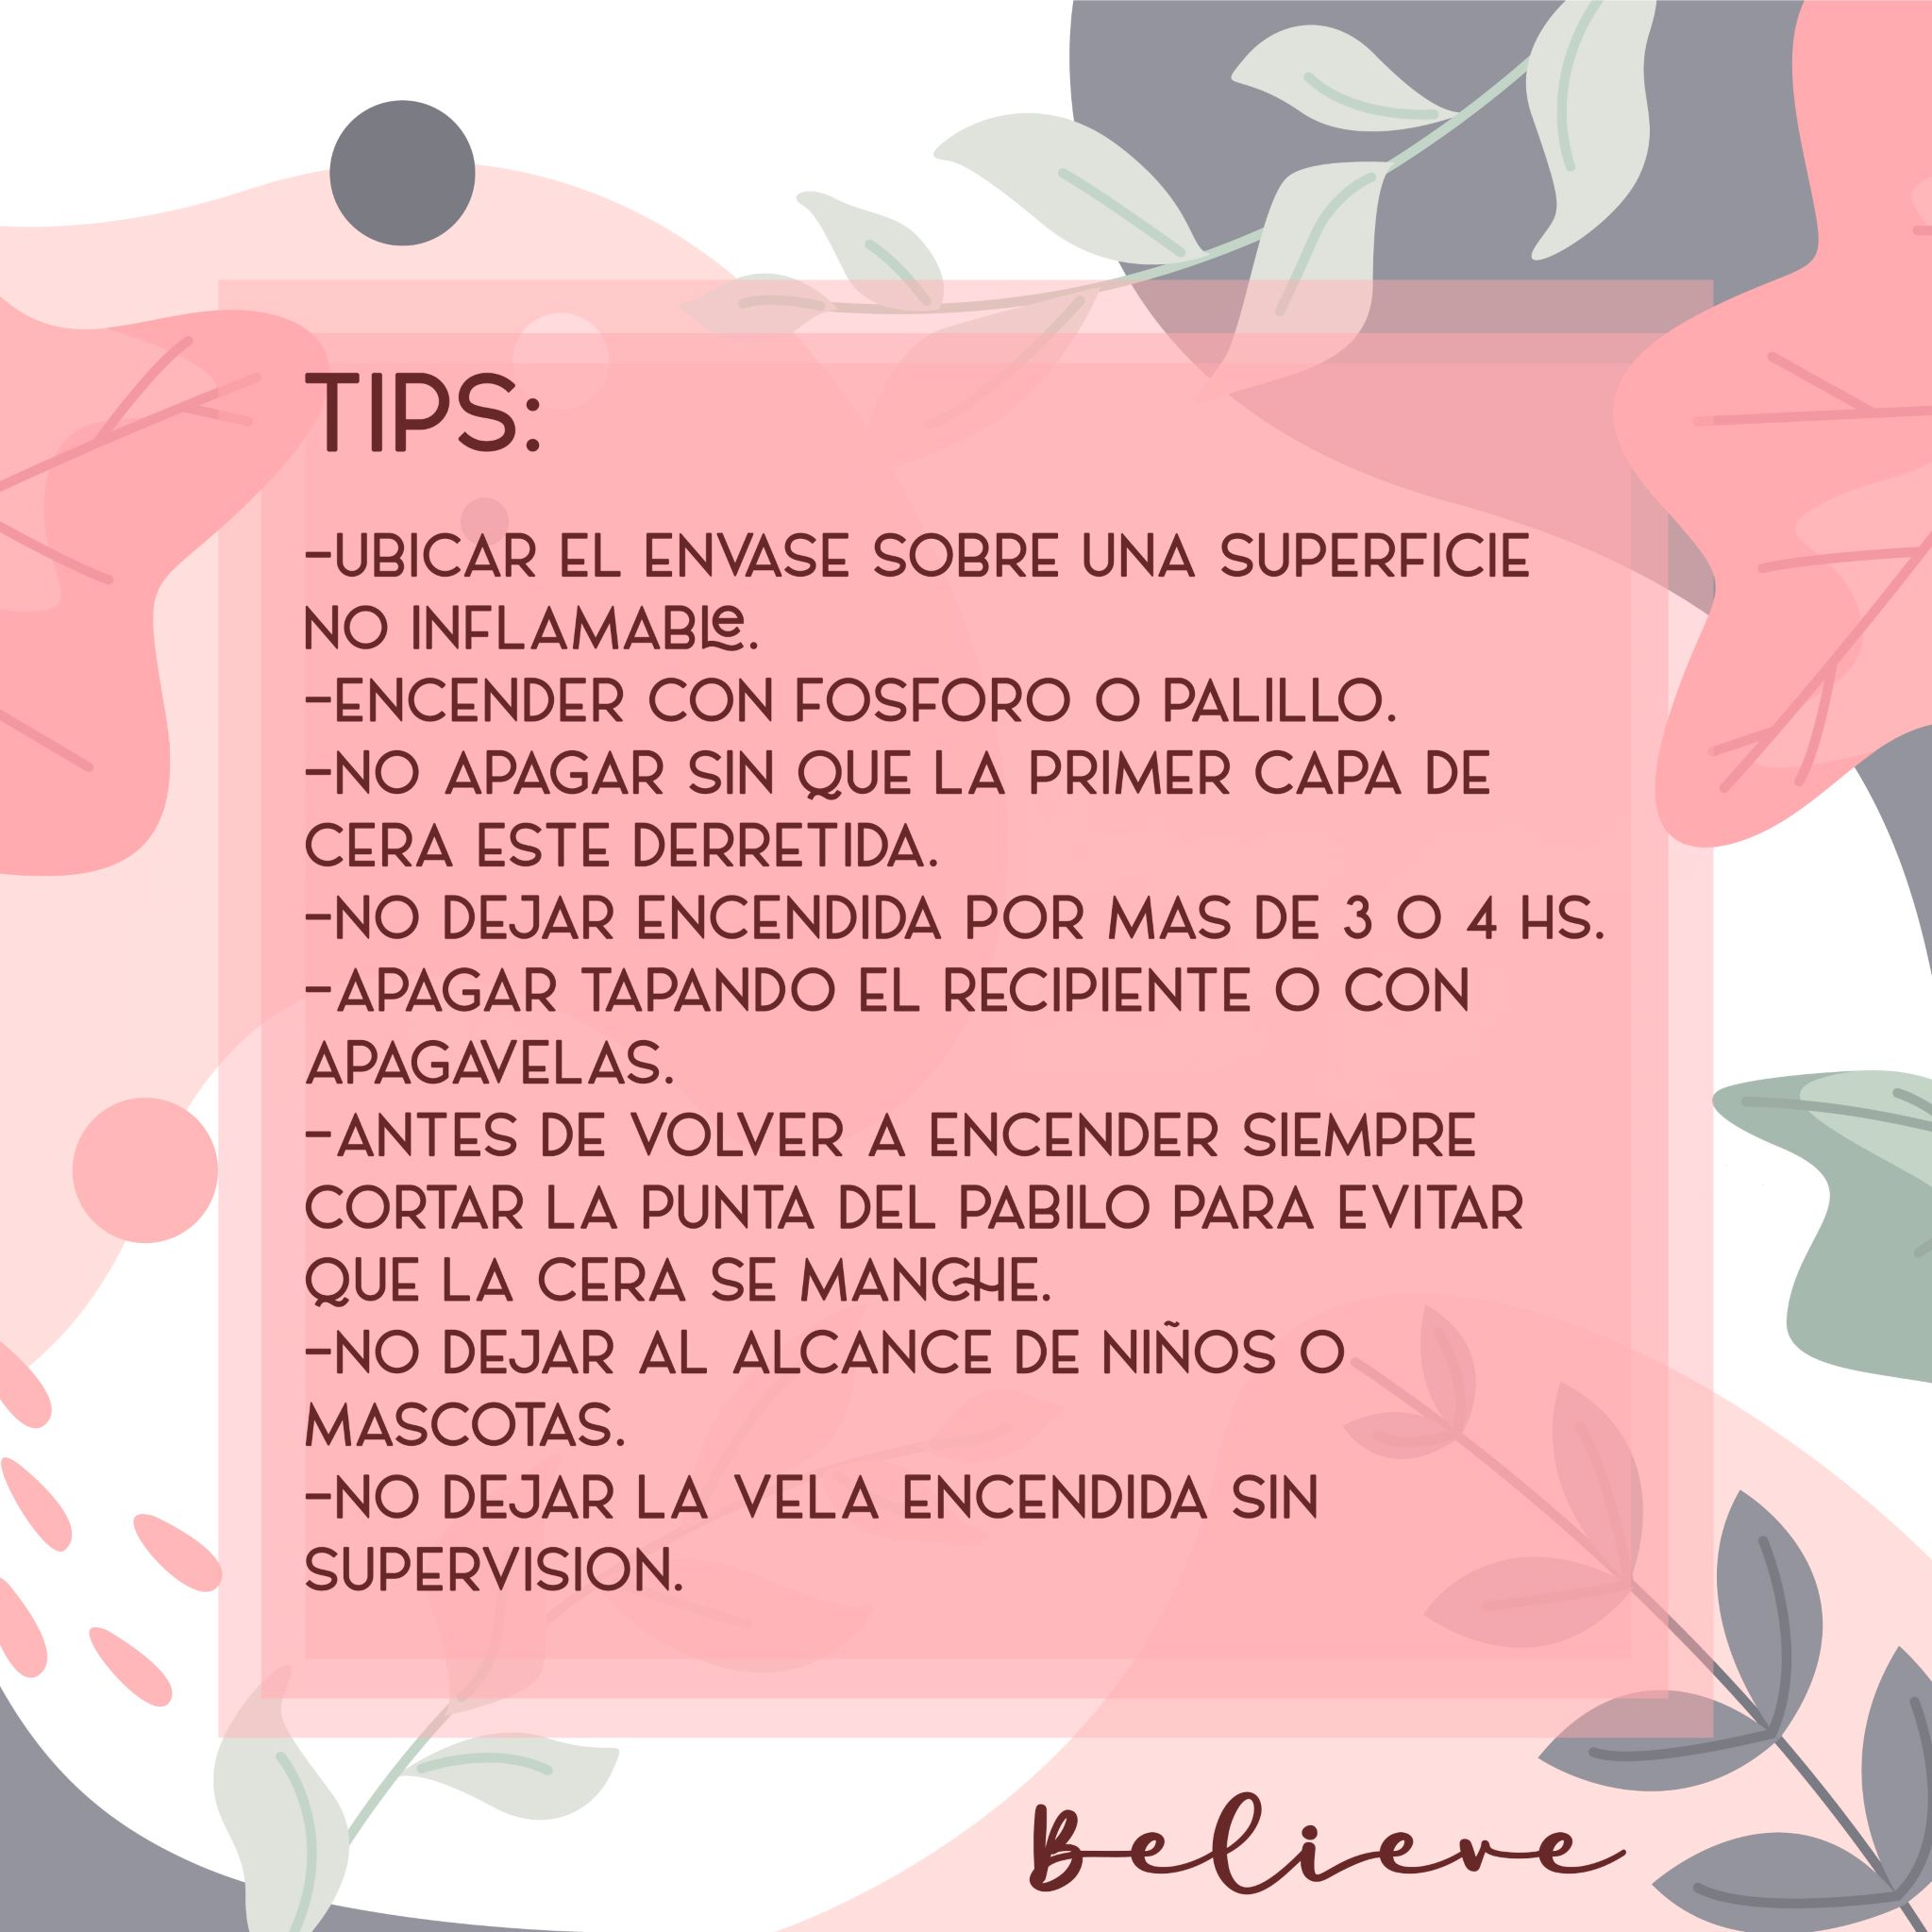 TIPS:
-UBICAR EL ENVASE SOBRE UNA SUPERFICIE
NO INFLAMABLe.
-ENCENDER CON FOSFORO O PALILLO.
-NO APAGAR SIN QUE LA PRIMER CAPA DE
CERA ESTE DERRETIDA.
-NO DEJAR ENCENDIDA POR MAS DE 3 O 4 HS.
-APAGAR TAPANDO EL RECIPIENTE O CON
APAGAVELAS.
-ANTES DE VOLVER A ENCENDER SIEMPRE
CORTAR LA PUNTA DEL PABILO PARA EVITAR
QUE LA CERA SE MANCHE.
-NO DEJAR AL ALCANCE DE NIÑOS O
MASCOTAS.
-NO DEJAR LA VELA ENCENDIDA SIN
SUPERVISION.
Believe